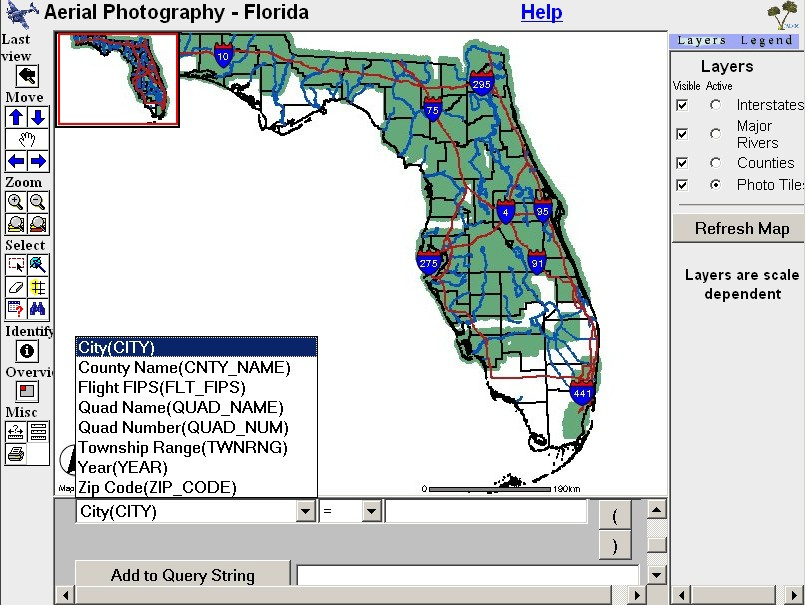 Aerial Photography - Florida
Help
Last
view
Move
Zoom
Select
Identify
Overvi
Misc
10
295
75
4
95
275
91
441
0
190km
Map
City(CITY)
County Name(CNTY_NAME)
Flight FIPS(FLT_FIPS)
Quad Name(QUAD_NAME)
Quad Number(QUAD_NUM)
Township Range(TWNRNG)
Year(YEAR)
Zip Code(ZIP_CODE)
City(CITY)
=
(
)
Add to Query String
Layers Legend
Layers
Visible Active
Interstates
Major
Rivers
Counties
Photo Tiles
Refresh Map
Layers are scale
dependent